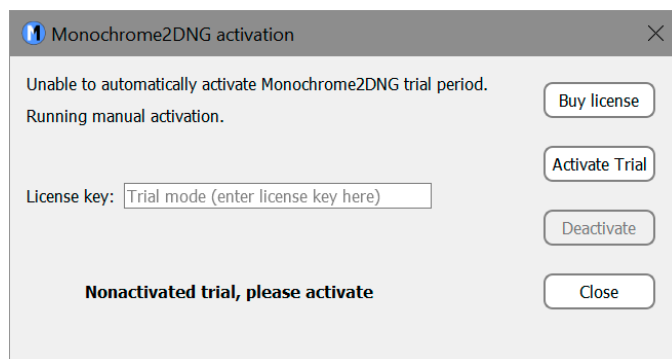 Monochrome2DNG activation
Unable to automatically activate Monochrome2DNG trial period.
Running manual activation.
Buy license
Activate Trial
License key: Trial mode (enter license key here)
Deactivate
Nonactivated trial, please activate
Close